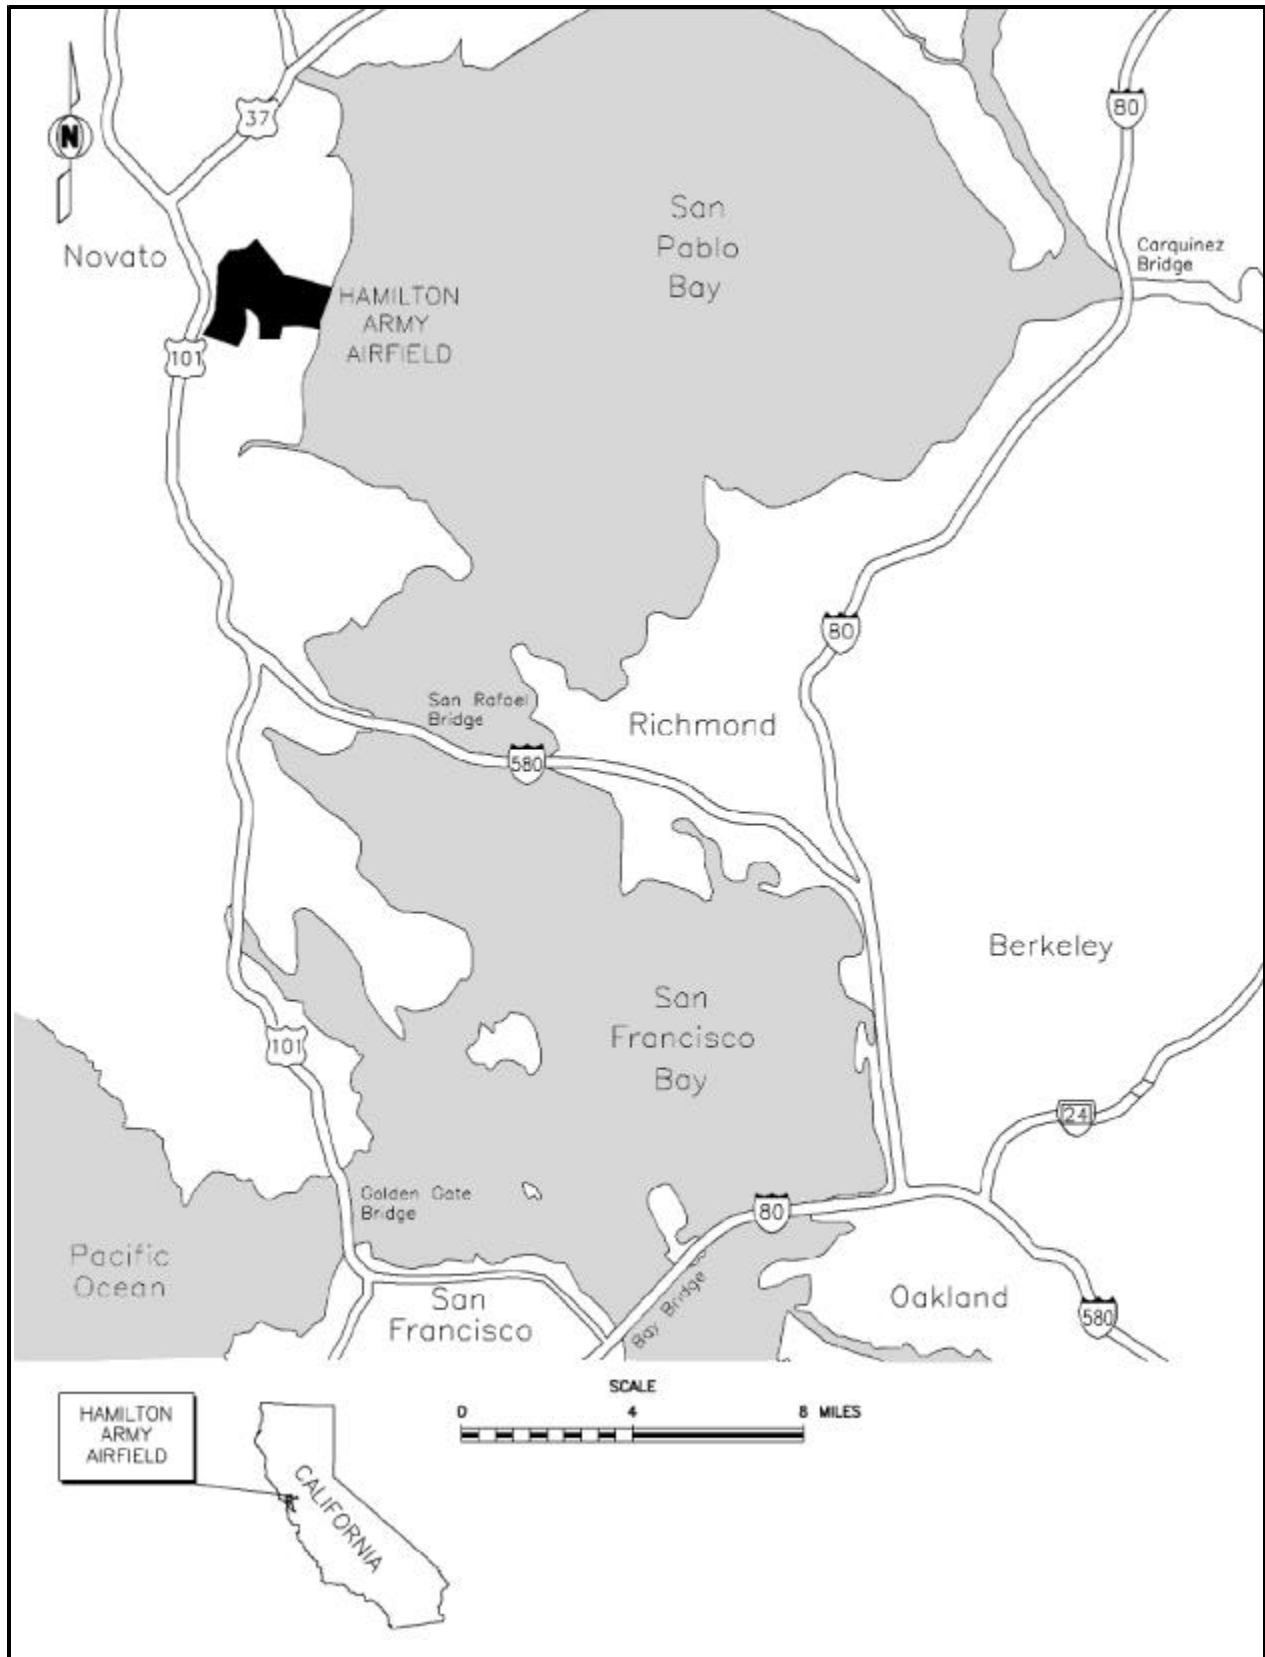 80
37
N
San
Pablo
Bay
Novato
Carquinez
Bridge
HAMILTON
ARMY
AIRFIELD
101
80
San Rafael
Bridge
Richmond
580
Berkeley
San
Francisco
Bay
101
24
Golden Gate
Bridge
80
Pacific
Ocean
Bay Bridge
Oakland
San
Francisco
580
SCALE
0 4 8 MILES
HAMILTON
ARMY
AIRFIELD
CALIFORNIA